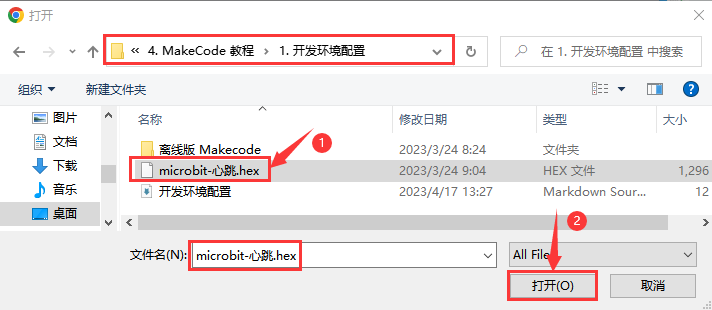 打开
« 4. MakeCode 教程 › 1. 开发环境配置
在 1. 开发环境配置 中搜索
组织 新建文件夹
图片
文档
下载
音乐
桌面
名称 修改日期 类型 大小
离线版 Makecode 2023/3/24 8:24 文件夹
microbit-心跳.hex 2023/3/24 9:04 HEX 文件 1,296
开发环境配置 2023/4/17 13:27 Markdown Sour... 12
1
2
文件名(N): microbit-心跳.hex All File
打开(O) 取消